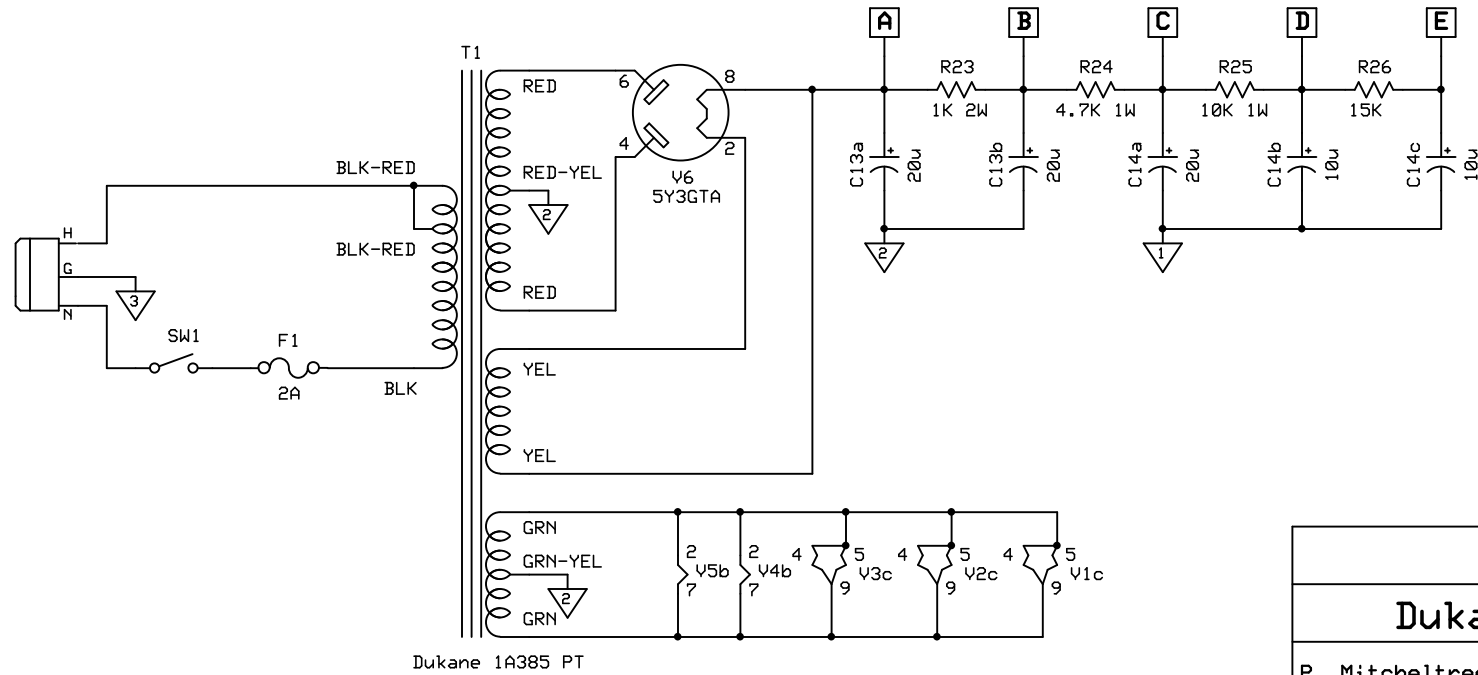 A
B
C
D
E
T1
RED
6
8
R23
1K 2W
R24
4.7K 1W
R25
10K 1W
R26
15K
4
2
BLK-RED
RED-YEL
2
V6
5Y3GTA
C13a
+
20u
C13b
+
20u
C14a
+
20u
C14b
+
10u
C14c
+
10u
H
BLK-RED
G
3
N
RED
2
1
SW1
F1
2A
BLK
YEL
YEL
GRN
GRN-YEL
2
GRN
2
V5b
7
2
V4b
7
4
5
V3c
9
4
5
V2c
9
4
5
V1c
9
Dukane 1A385 PT